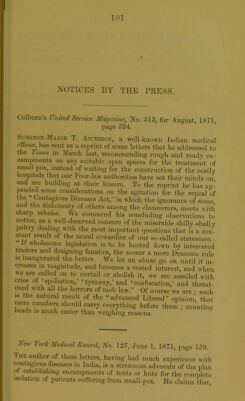 101
NOTICES BY THE PRESS.
Colburn's United Service Magazine, No. 513, for August, 1871,
page 594.
Surgeon-Major T. Atchison, a well-known Indian medical
officer, has sent us a reprint of some letters that he addressed to
the Times in March last, recommending rough and ready en-
campments on any suitable open spaces for the treatment of
small-pox, instead of waiting for the construction of the costly
hospitals that our Poor-law authorities have set their minds on,
and are building at their leisure. To the reprint he has ap-
pended some considerations on the agitation for the repeal of
the "Contagious Diseases Act," in which the ignorance of some,
and the dishonesty of others among the clamourers, meets with
sharp rebuke. We commend his concluding observations to
notice, as a well-deserved censure of the miserable shilly-shally
paltry dealing with the most important questions that is a con-
stant result of the moral cowardice of our so-called statesmen:
"If wholesome legislation is to be hooted down by interested
traders and designing fanatics, the sooner a more Draconic rule
is inaugurated the better. We let an abuse go on until it in-
creases in magnitude, and becomes a vested interest, and when
we are called on to curtail or abolish it, we are assailed with
cries of 'spoliation,' 'tyranny,' and 'confiscation,' and threat-
ened with all the horrors of mob law." Of course we are; such
is the natural result of the "advanced Liberal" opinion, that
mere numbers should carry everything before them; counting
heads is much easier than weighing reasons.
New York Medical Record, No. 127, June 1, 1871, page 159.
The author of these letters, having had much experience with
contagious diseases in India, is a strenuous advocate of the plan
of establishing encampments of tents or huts for the complete
isolation of patients suffering from small-pox. He claims that,